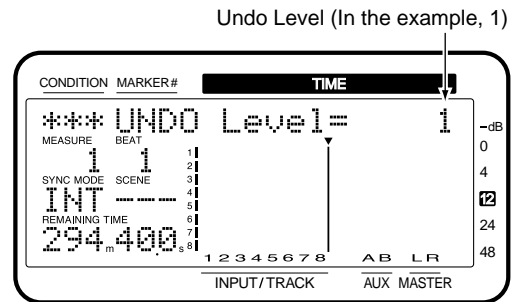 Undo Level (In the example, 1)
CONDITION MARKER# TIME
*** UNDO Level= 1
MEASURE BEAT
1 1
SYNC MODE SCENE
INT ---
REMAINING TIME
294m400s
1
2
3
4
5
6
7
8
1 2 3 4 5 6 7 8 A B L R
INPUT/TRACK AUX MASTER
–dB
0
4
12
24
48